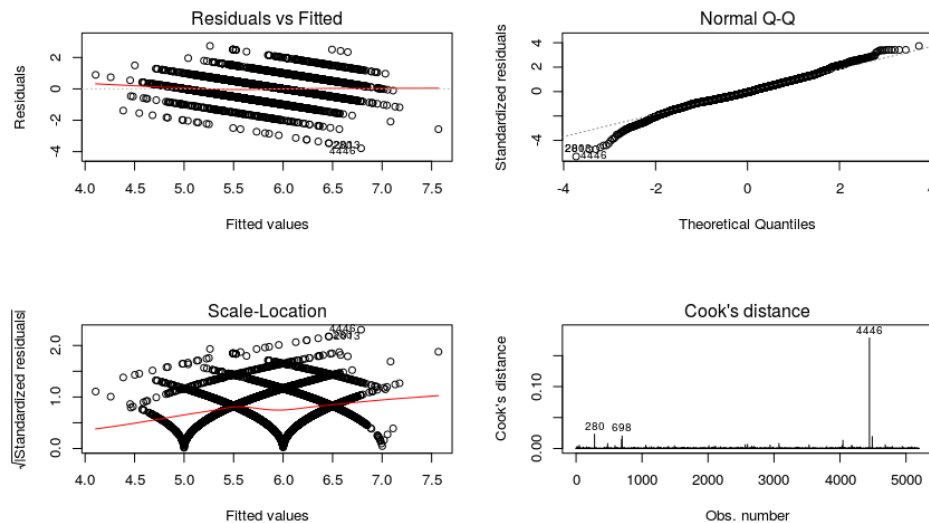 Residuals vs Fitted
Residuals
2
0
-2
-4
4446
4.0 4.5 5.0 5.5 6.0 6.5 7.0 7.5
Fitted values
Normal Q-Q
Standardized residuals
4
2
0
-4
4446
-4 -2 0 2 4
Theoretical Quantiles
Scale-Location
√|Standardized residuals|
2.0
1.0
0.0
4446
4.0 4.5 5.0 5.5 6.0 6.5 7.0 7.5
Fitted values
Cook's distance
Cook's distance
0.10
0.00
4446
280 698
0 1000 2000 3000 4000 5000
Obs. number